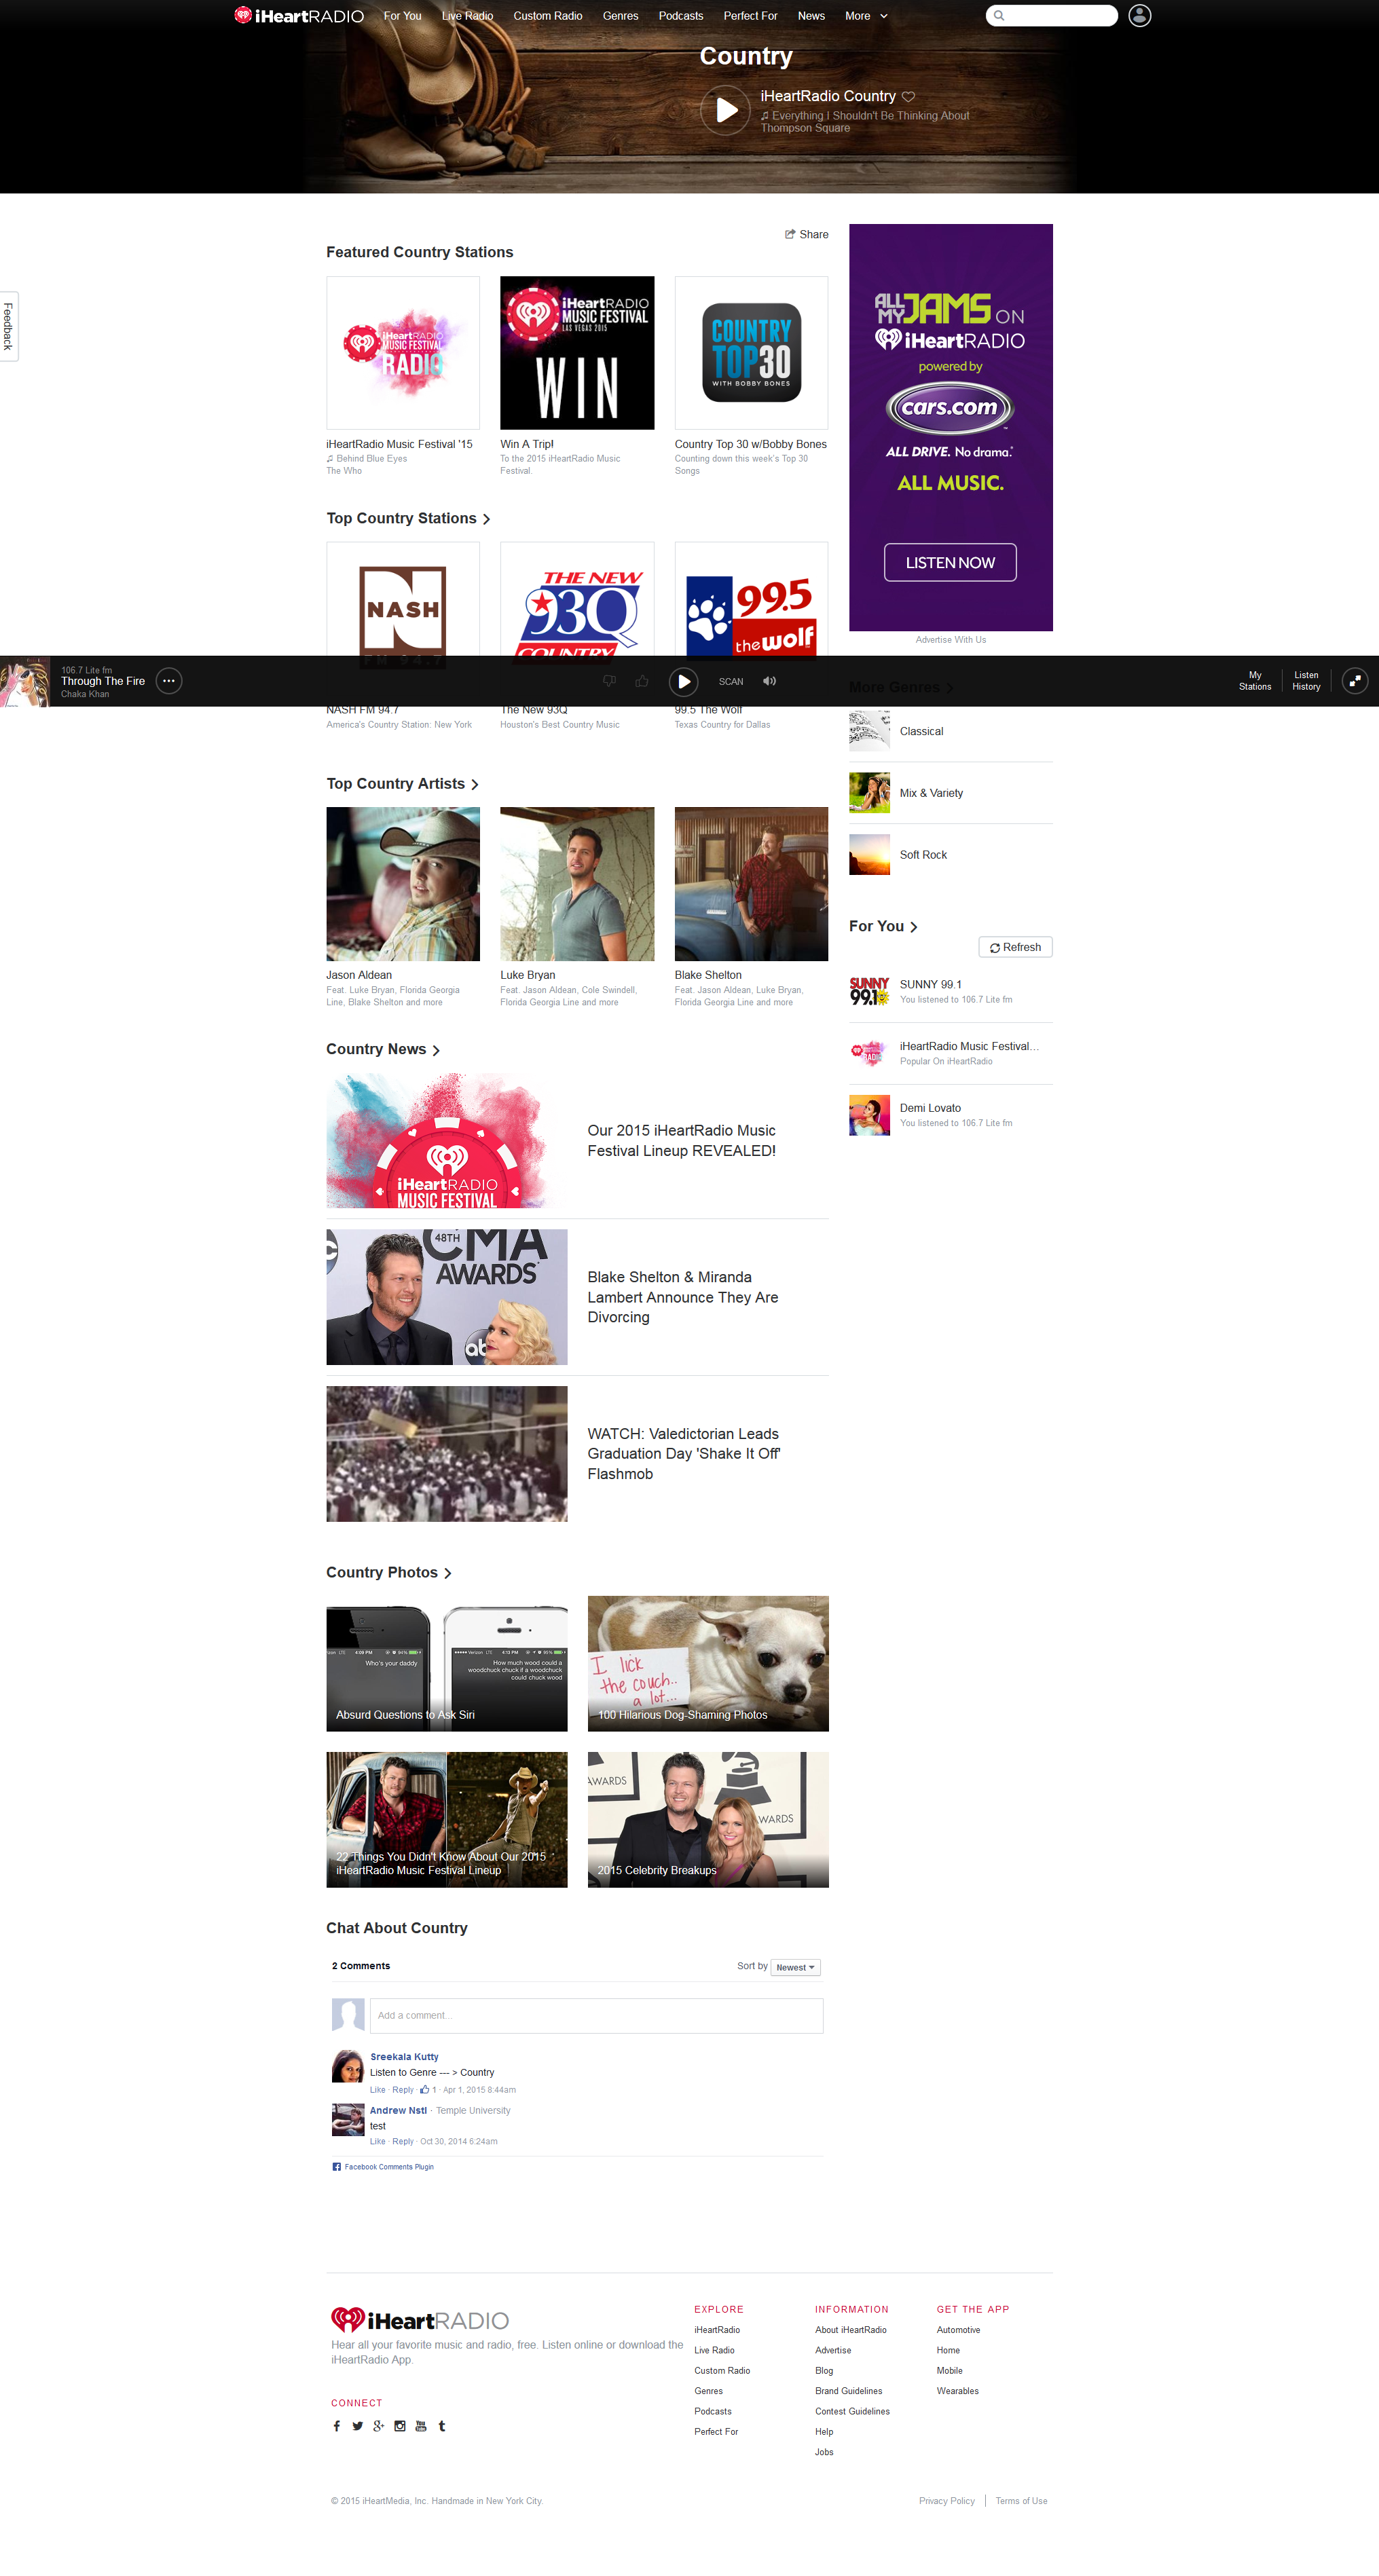 iHeartRADIO
For You
Live Radio
Custom Radio
Genres
Podcasts
Perfect For
News
More
Country
iHeartRadio Country
Everything I Shouldn't Be Thinking About
Thompson Square
Feedback
Share
Featured Country Stations
iHeartRADIO
MUSIC FESTIVAL
RADIO
iHeartRADIO
MUSIC FESTIVAL
LAS VEGAS 2015
WIN
COUNTRY
TOP30
WITH BOBBY BONES
iHeartRadio Music Festival '15
Behind Blue Eyes
The Who
Win A Trip!
To the 2015 iHeartRadio Music
Festival.
Country Top 30 w/Bobby Bones
Counting down this week's Top 30
Songs
ALL
MY JAMS ON
iHeartRADIO
powered by
cars.com
ALL DRIVE. No drama.
ALL MUSIC.
LISTEN NOW
Advertise With Us
Top Country Stations
NASH
FM 94.7
THE NEW
93Q
COUNTRY
99.5
the wolf
106.7 Lite fm
Through The Fire
Chaka Khan
SCAN
My
Stations
Listen
History
More Genres
NASH FM 94.7
America's Country Station: New York
The New 93Q
Houston's Best Country Music
99.5 The Wolf
Texas Country for Dallas
Classical
Mix & Variety
Soft Rock
Top Country Artists
Jason Aldean
Feat. Luke Bryan, Florida Georgia
Line, Blake Shelton and more
Luke Bryan
Feat. Jason Aldean, Cole Swindell,
Florida Georgia Line and more
Blake Shelton
Feat. Jason Aldean, Luke Bryan,
Florida Georgia Line and more
For You
Refresh
SUNNY
99.1
SUNNY 99.1
You listened to 106.7 Lite fm
RADIO
iHeartRadio Music Festival...
Popular On iHeartRadio
Demi Lovato
You listened to 106.7 Lite fm
Country News
iHeartRADIO
MUSIC FESTIVAL
Our 2015 iHeartRadio Music
Festival Lineup REVEALED!
48TH
CMA
AWARDS
abc
Blake Shelton & Miranda
Lambert Announce They Are
Divorcing
WATCH: Valedictorian Leads
Graduation Day 'Shake It Off'
Flashmob
Country Photos
LTE
4:09 PM
94%
Who's your daddy
Verizon LTE
4:13 PM
95%
How much wood could a
woodchuck chuck if a woodchuck
could chuck wood
Absurd Questions to Ask Siri
I lick
the couch..
a lot...
100 Hilarious Dog-Shaming Photos
22 Things You Didn't Know About Our 2015
iHeartRadio Music Festival Lineup
AWARDS
AWARDS
2015 Celebrity Breakups
Chat About Country
2 Comments
Sort by
Newest
Add a comment...
Sreekala Kutty
Listen to Genre --- > Country
Like · Reply · 1 · Apr 1, 2015 8:44am
Andrew Nstl · Temple University
test
Like · Reply · Oct 30, 2014 6:24am
Facebook Comments Plugin
iHeartRADIO
Hear all your favorite music and radio, free. Listen online or download the
iHeartRadio App.
CONNECT
You
Tube
EXPLORE
iHeartRadio
Live Radio
Custom Radio
Genres
Podcasts
Perfect For
INFORMATION
About iHeartRadio
Advertise
Blog
Brand Guidelines
Contest Guidelines
Help
Jobs
GET THE APP
Automotive
Home
Mobile
Wearables
© 2015 iHeartMedia, Inc. Handmade in New York City.
Privacy Policy
Terms of Use